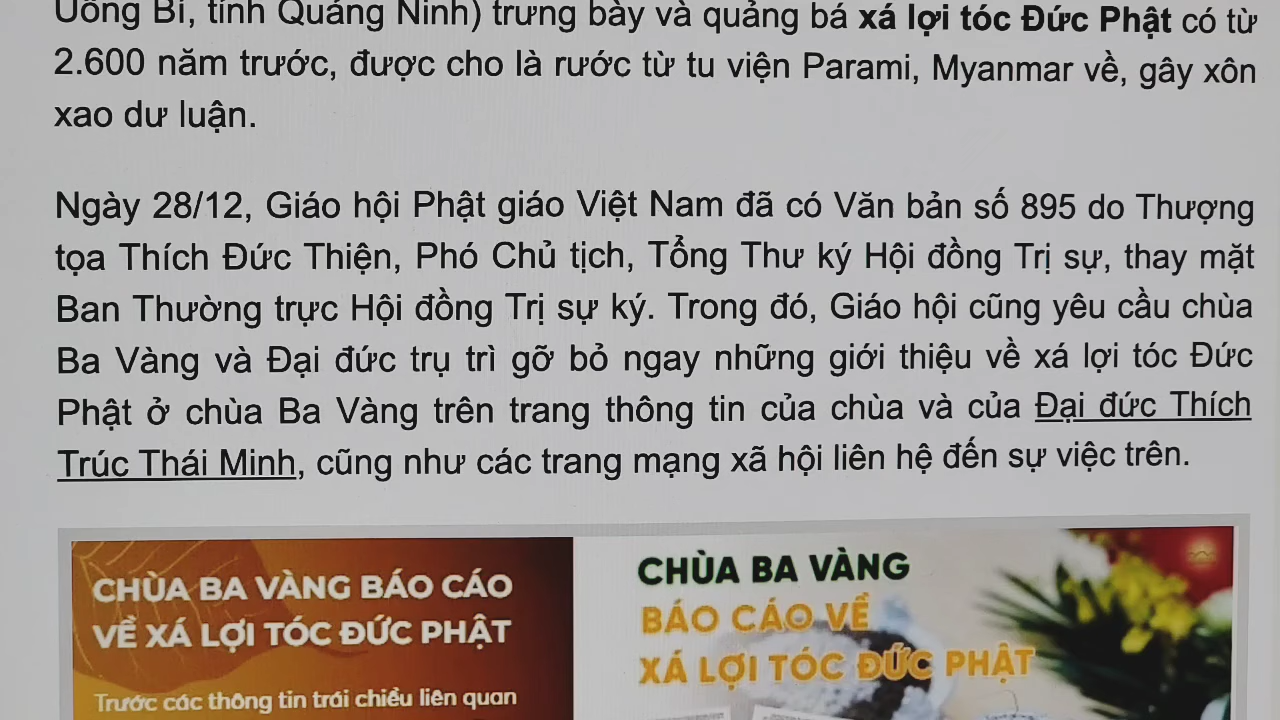 Uông Bí, tỉnh Quảng Ninh) trưng bày và quảng bá xá lợi tóc Đức Phật có từ
2.600 năm trước, được cho là rước từ tu viện Parami, Myanmar về, gây xôn
xao dư luận.
Ngày 28/12, Giáo hội Phật giáo Việt Nam đã có Văn bản số 895 do Thượng
tọa Thích Đức Thiện, Phó Chủ tịch, Tổng Thư ký Hội đồng Trị sự, thay mặt
Ban Thường trực Hội đồng Trị sự ký. Trong đó, Giáo hội cũng yêu cầu chùa
Ba Vàng và Đại đức trụ trì gỡ bỏ ngay những giới thiệu về xá lợi tóc Đức
Phật ở chùa Ba Vàng trên trang thông tin của chùa và của Đại đức Thích
Trúc Thái Minh, cũng như các trang mạng xã hội liên hệ đến sự việc trên.
CHÙA BA VÀNG BÁO CÁO
VỀ XÁ LỢI TÓC ĐỨC PHẬT
Trước các thông tin trái chiều liên quan
CHÙA BA VÀNG
BÁO CÁO VỀ
XÁ LỢI TÓC ĐỨC PHẬT